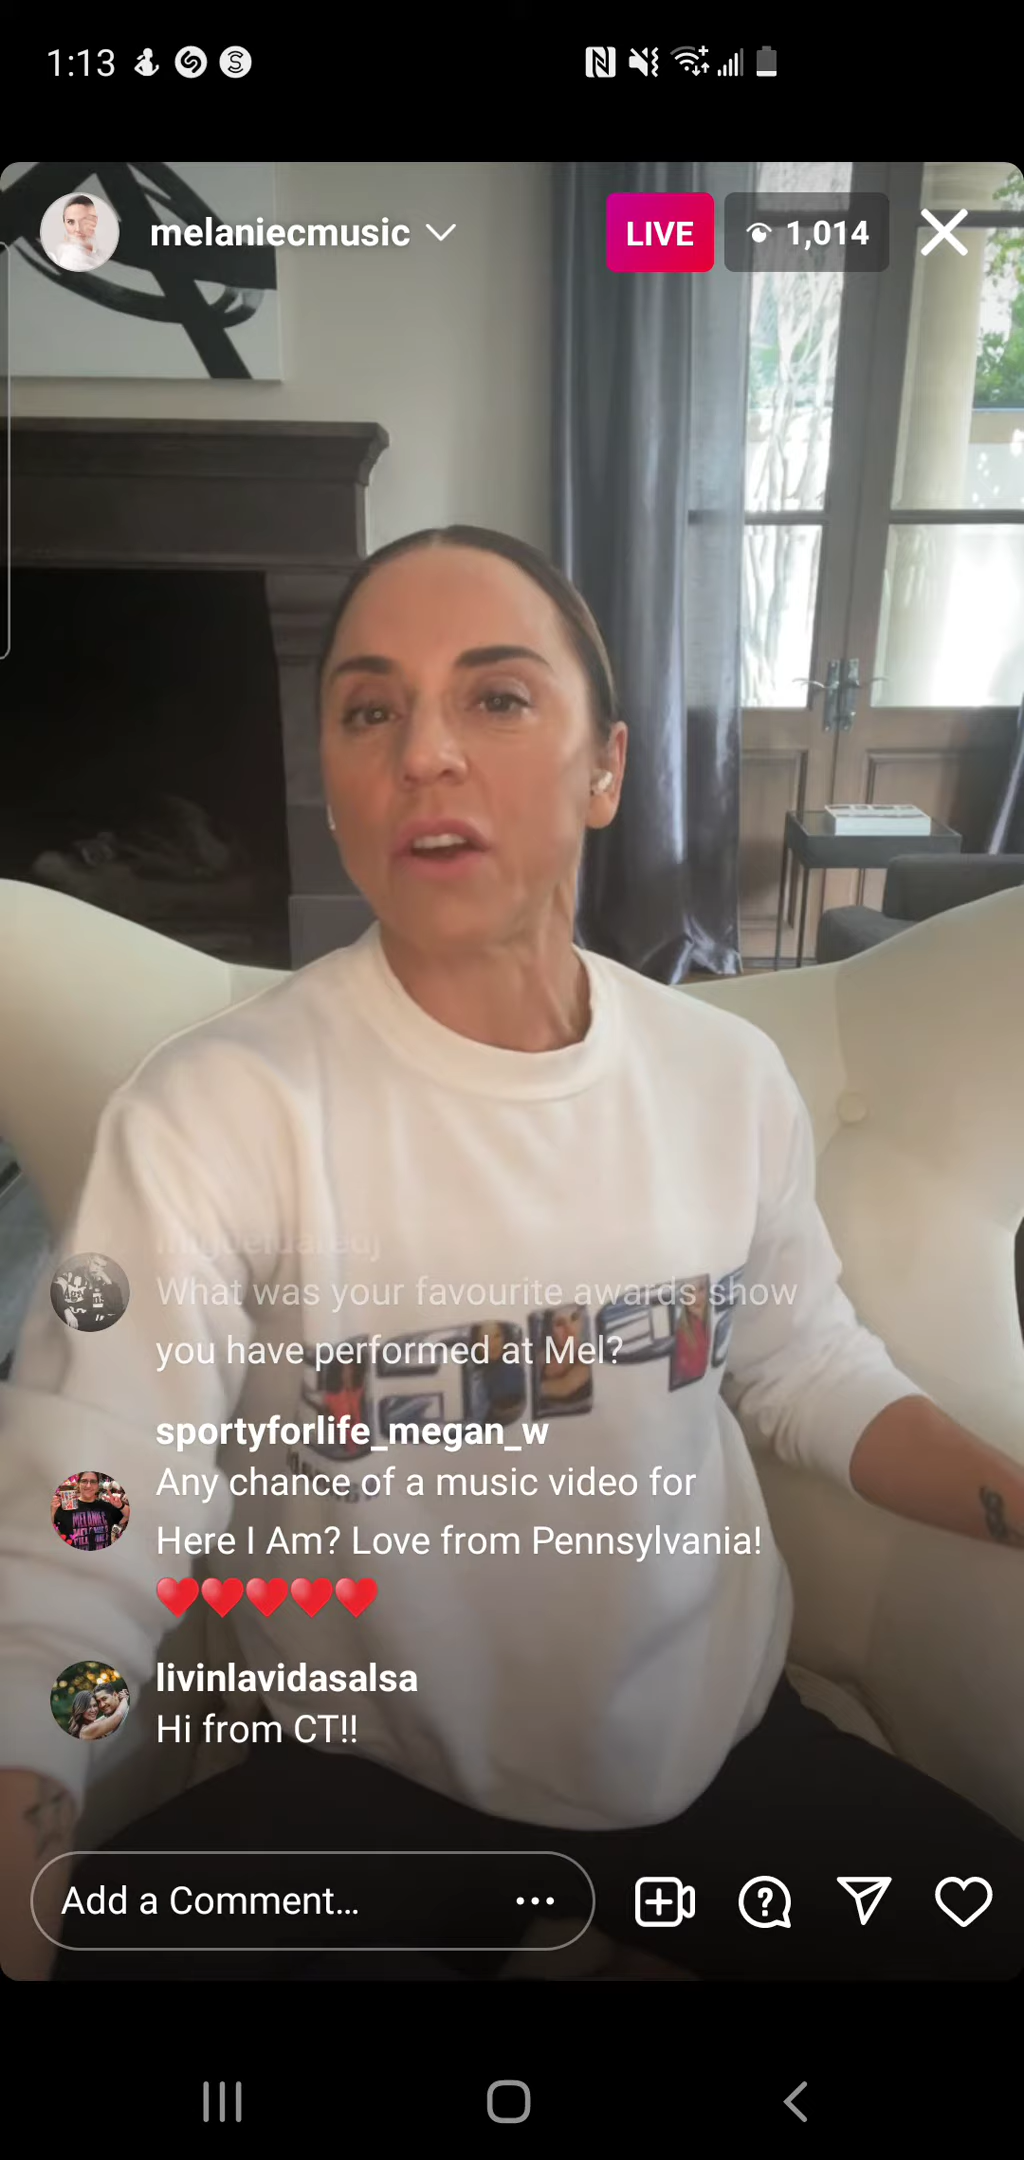 1:13
melaniecmusic
LIVE
1,014
What was your favourite awards show
you have performed at Mel?
sportyforlife_megan_w
Any chance of a music video for
Here I Am? Love from Pennsylvania!
livinlavidasalsa
Hi from CT!!
Add a Comment...